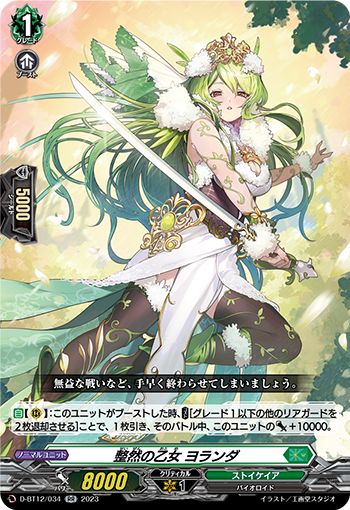 1
グレード
ブースト
5000
シールド
無益な戦いなど、手早く終わらせてしまいましょう。
自【R】:このユニットがブーストした時、【グレード1以下の他のリアガードを
2枚退却させる】ことで、1枚引き、そのバトル中、このユニットの+10000。
ノーマルユニット
整然の乙女 ヨランダ
パワー 8000
クリティカル
1
ストイケイア
バイオロイド
D-BT12/034 RR 2023
イラスト/工画堂スタジオ